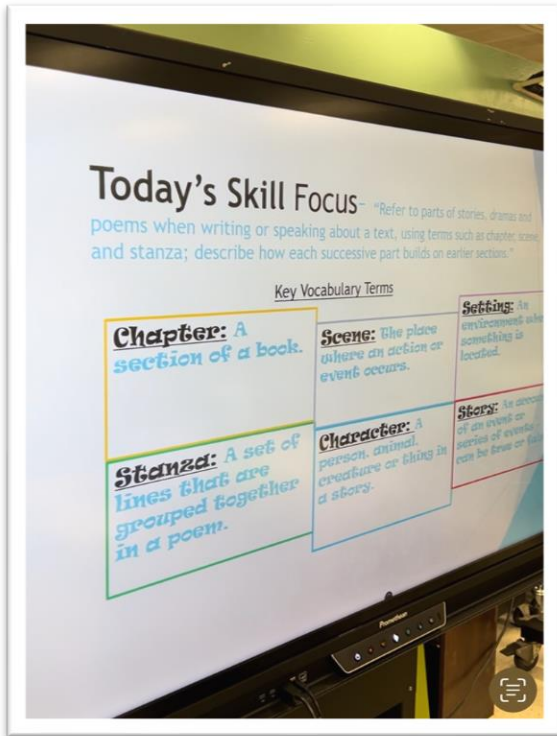 Today's Skill Focus- "Refer to parts of stories, dramas and
poems when writing or speaking about a text, using terms such as chapter, scene,
and stanza; describe how each successive part builds on earlier sections."
Key Vocabulary Terms
Chapter: A
section of a book.
Scene: The place
where an action or
event occurs.
Setting: An
environment
something is
located.
Stanza: A set of
lines that are
grouped together
in a poem.
Character: A
person, animal,
creature or thing in
a story.
Story: An
of an event or
series of events
can be true or
Promethean